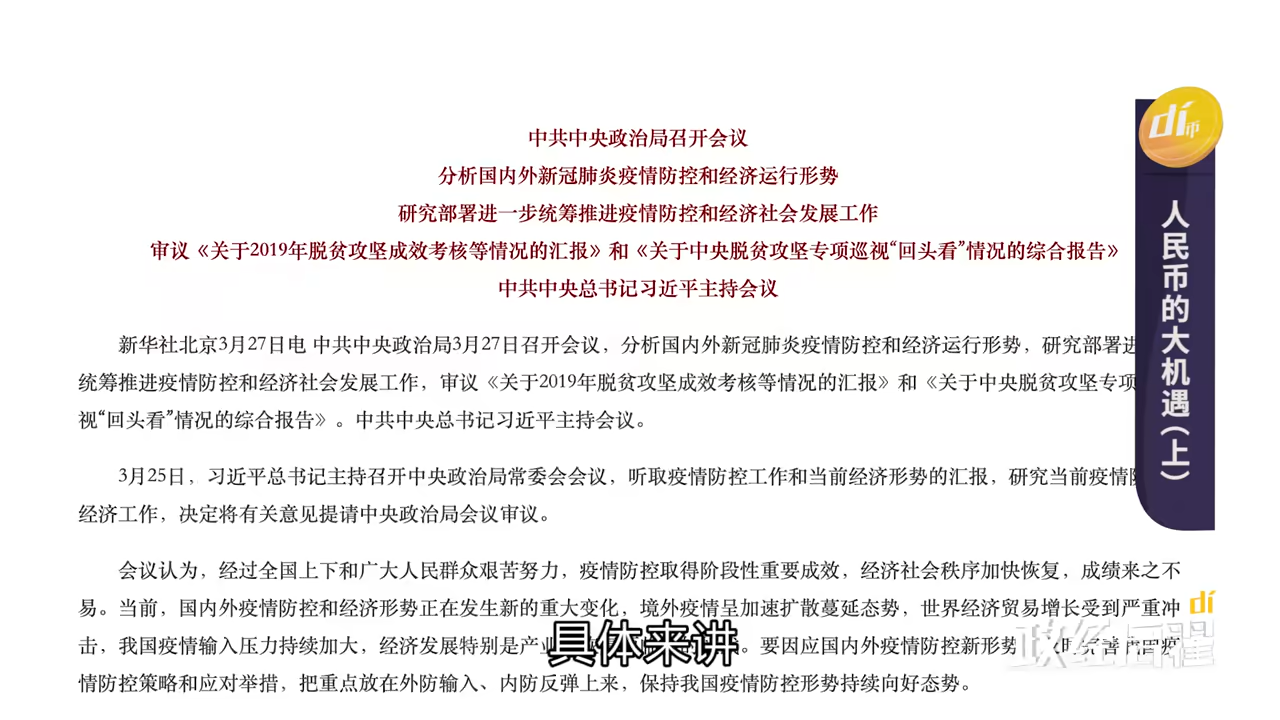 中共中央政治局召开会议
分析国内外新冠肺炎疫情防控和经济运行形势
研究部署进一步统筹推进疫情防控和经济社会发展工作
审议《关于2019年脱贫攻坚成效考核等情况的汇报》和《关于中央脱贫攻坚专项巡视“回头看”情况的综合报告》
中共中央总书记习近平主持会议
新华社北京3月27日电 中共中央政治局3月27日召开会议，分析国内外新冠肺炎疫情防控和经济运行形势，研究部署进
统筹推进疫情防控和经济社会发展工作，审议《关于2019年脱贫攻坚成效考核等情况的汇报》和《关于中央脱贫攻坚专项
视“回头看”情况的综合报告》。中共中央总书记习近平主持会议。
3月25日，习近平总书记主持召开中央政治局常委会会议，听取疫情防控工作和当前经济形势的汇报，研究当前疫情防
经济工作，决定将有关意见提请中央政治局会议审议。
会议认为，经过全国上下和广大人民群众艰苦努力，疫情防控取得阶段性重要成效，经济社会秩序加快恢复，成绩来之不
易。当前，国内外疫情防控和经济形势正在发生新的重大变化，境外疫情呈加速扩散蔓延态势，世界经济贸易增长受到严重冲
击，我国疫情输入压力持续加大，经济发展特别是产业。要因应国内外疫情防控新形势
情防控策略和应对举措，把重点放在外防输入、内防反弹上来，保持我国疫情防控形势持续向好态势。
具体来讲
dí币
人民币的大机遇（上）
dí
政经启翟